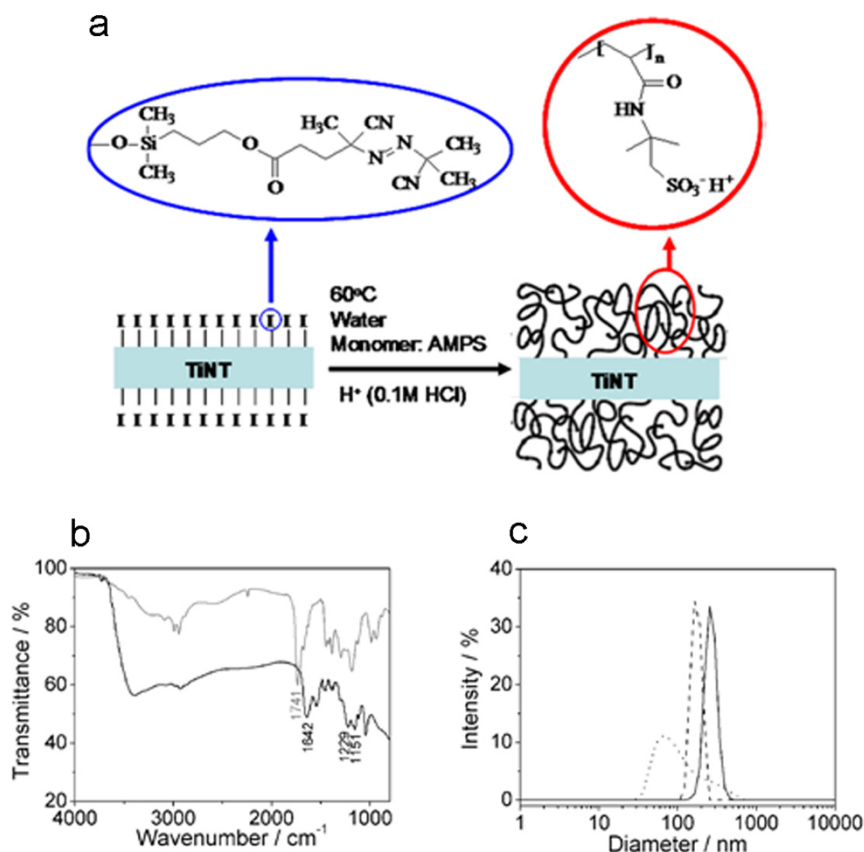 a
CH₃
Si
O
CH₃
O
O
H₃C
CN
N
N
CH₃
CN
CH₃
[ ]n
O
HN
SO₃⁻H⁺
I I I I I I I I I I I I I
TiNT
I I I I I I I I I I I I I
60°C
Water
Monomer: AMPS
H⁺ (0.1M HCl)
TiNT
b
100
80
60
40
20
4000 3000 2000 1000
1741
1642
1229
1151
Transmittance / %
Wavenumber / cm⁻¹
c
40
30
20
10
0
1 10 100 1000 10000
Intensity / %
Diameter / nm